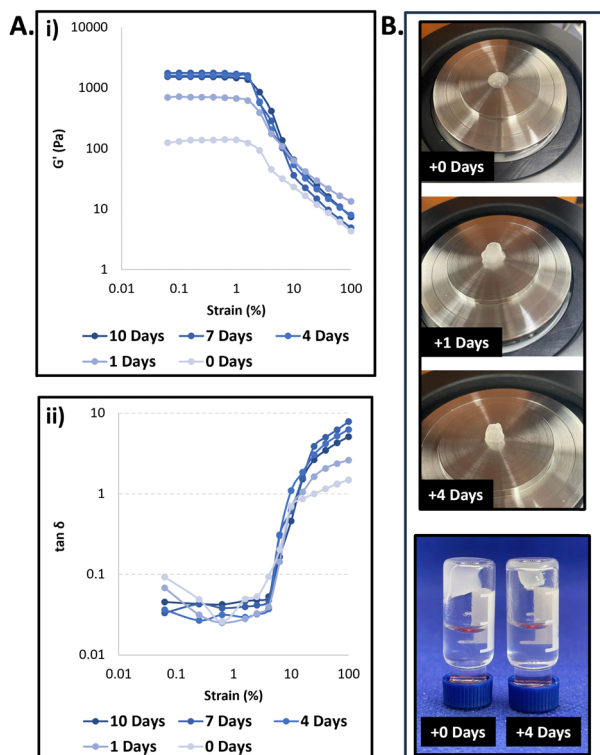 A.
i)
10000
1000
100
10
1
G' (Pa)
0.01 0.1 1 10 100
Strain (%)
10 Days 7 Days 4 Days
1 Days 0 Days
ii)
10
1
0.1
0.01
tan δ
0.01 0.1 1 10 100
Strain (%)
10 Days 7 Days 4 Days
1 Days 0 Days
B.
+0 Days
+1 Days
+4 Days
+0 Days +4 Days